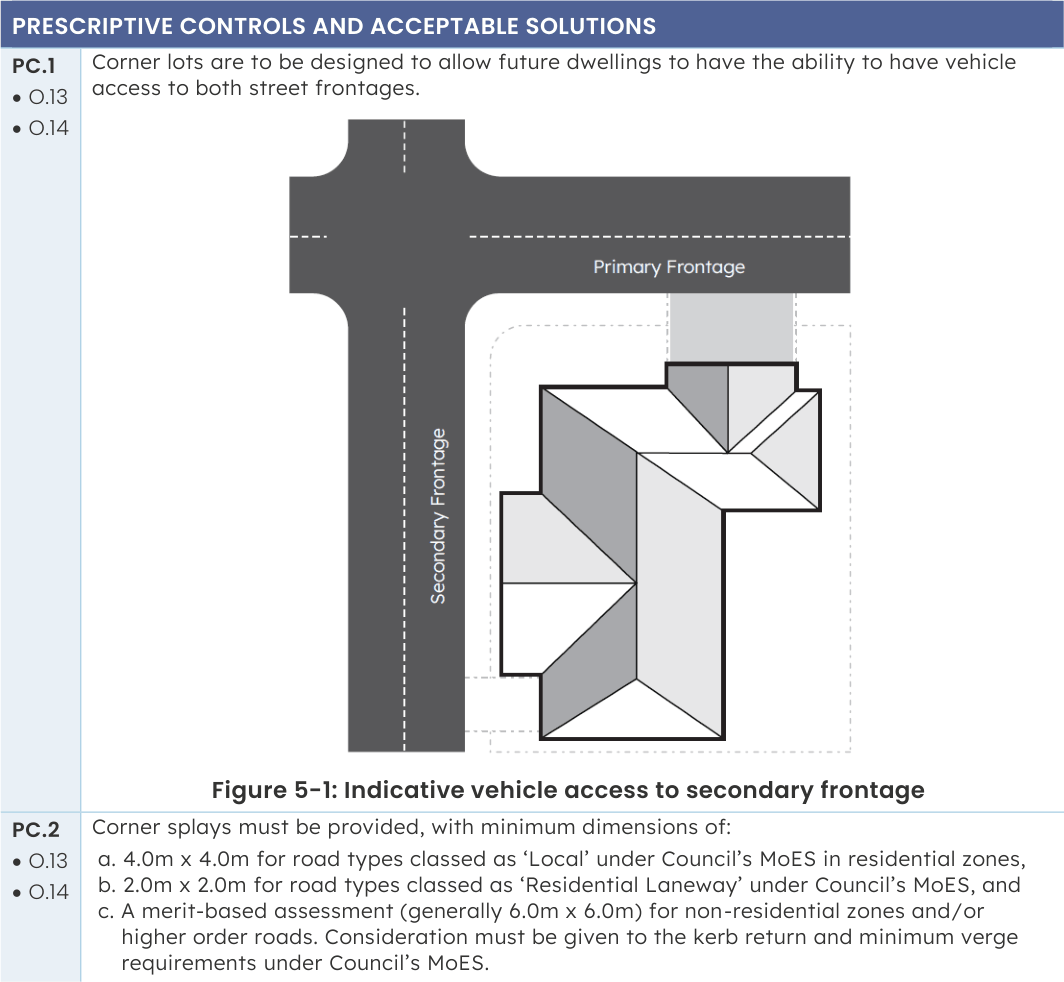 PRESCRIPTIVE CONTROLS AND ACCEPTABLE SOLUTIONS
PC.1
• O.13
• O.14
Corner lots are to be designed to allow future dwellings to have the ability to have vehicle
access to both street frontages.
Primary Frontage
Secondary Frontage
Figure 5-1: Indicative vehicle access to secondary frontage
PC.2
• O.13
• O.14
Corner splays must be provided, with minimum dimensions of:
a. 4.0m x 4.0m for road types classed as ‘Local’ under Council’s MoES in residential zones,
b. 2.0m x 2.0m for road types classed as ‘Residential Laneway’ under Council’s MoES, and
c. A merit-based assessment (generally 6.0m x 6.0m) for non-residential zones and/or
higher order roads. Consideration must be given to the kerb return and minimum verge
requirements under Council’s MoES.